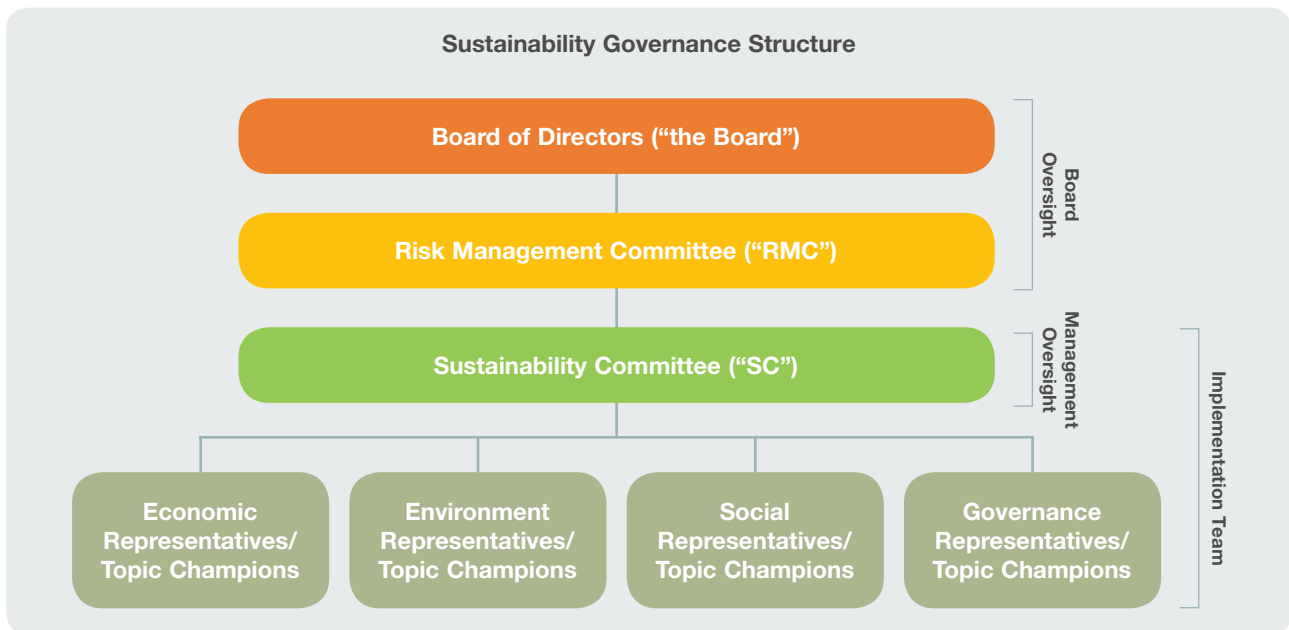 Sustainability Governance Structure
Board of Directors (“the Board”)
Risk Management Committee (“RMC”)
Board
Oversight
Sustainability Committee (“SC”)
Management
Oversight
Implementation Team
Economic
Representatives/
Topic Champions
Environment
Representatives/
Topic Champions
Social
Representatives/
Topic Champions
Governance
Representatives/
Topic Champions